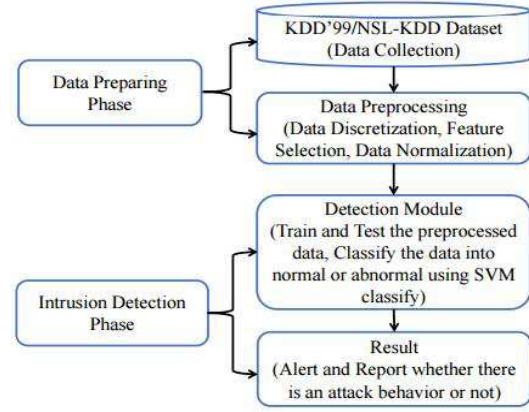 KDD'99/NSL-KDD Dataset
(Data Collection)
Data Preparing
Phase
Data Preprocessing
(Data Discretization, Feature
Selection, Data Normalization)
Detection Module
(Train and Test the preprocessed
data, Classify the data into
normal or abnormal using SVM
classify)
Intrusion Detection
Phase
Result
(Alert and Report whether there
is an attack behavior or not)